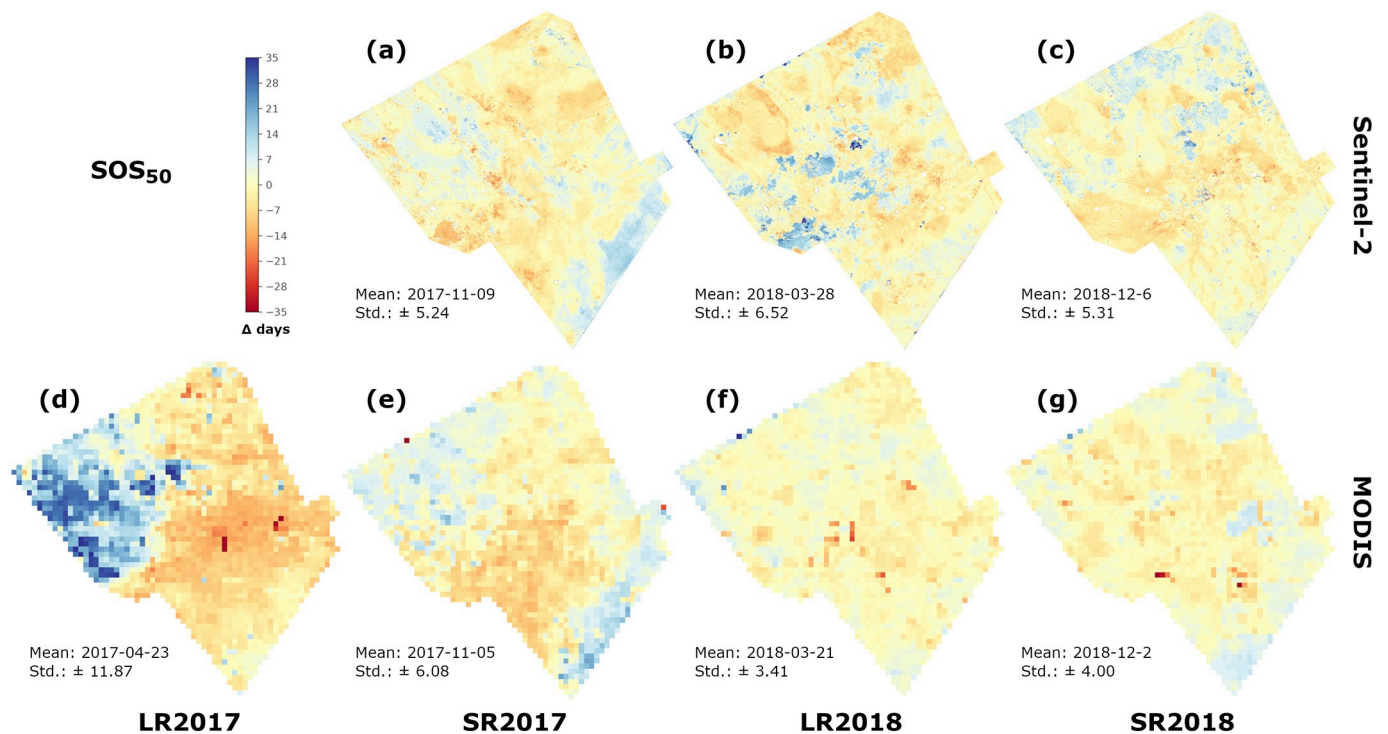 SOS50
35
28
21
14
7
0
−7
−14
−21
−28
−35
Δ days
(a)
Mean: 2017-11-09
Std.: ± 5.24
(b)
Mean: 2018-03-28
Std.: ± 6.52
(c)
Mean: 2018-12-6
Std.: ± 5.31
Sentinel-2
(d)
Mean: 2017-04-23
Std.: ± 11.87
(e)
Mean: 2017-11-05
Std.: ± 6.08
(f)
Mean: 2018-03-21
Std.: ± 3.41
(g)
Mean: 2018-12-2
Std.: ± 4.00
MODIS
LR2017
SR2017
LR2018
SR2018